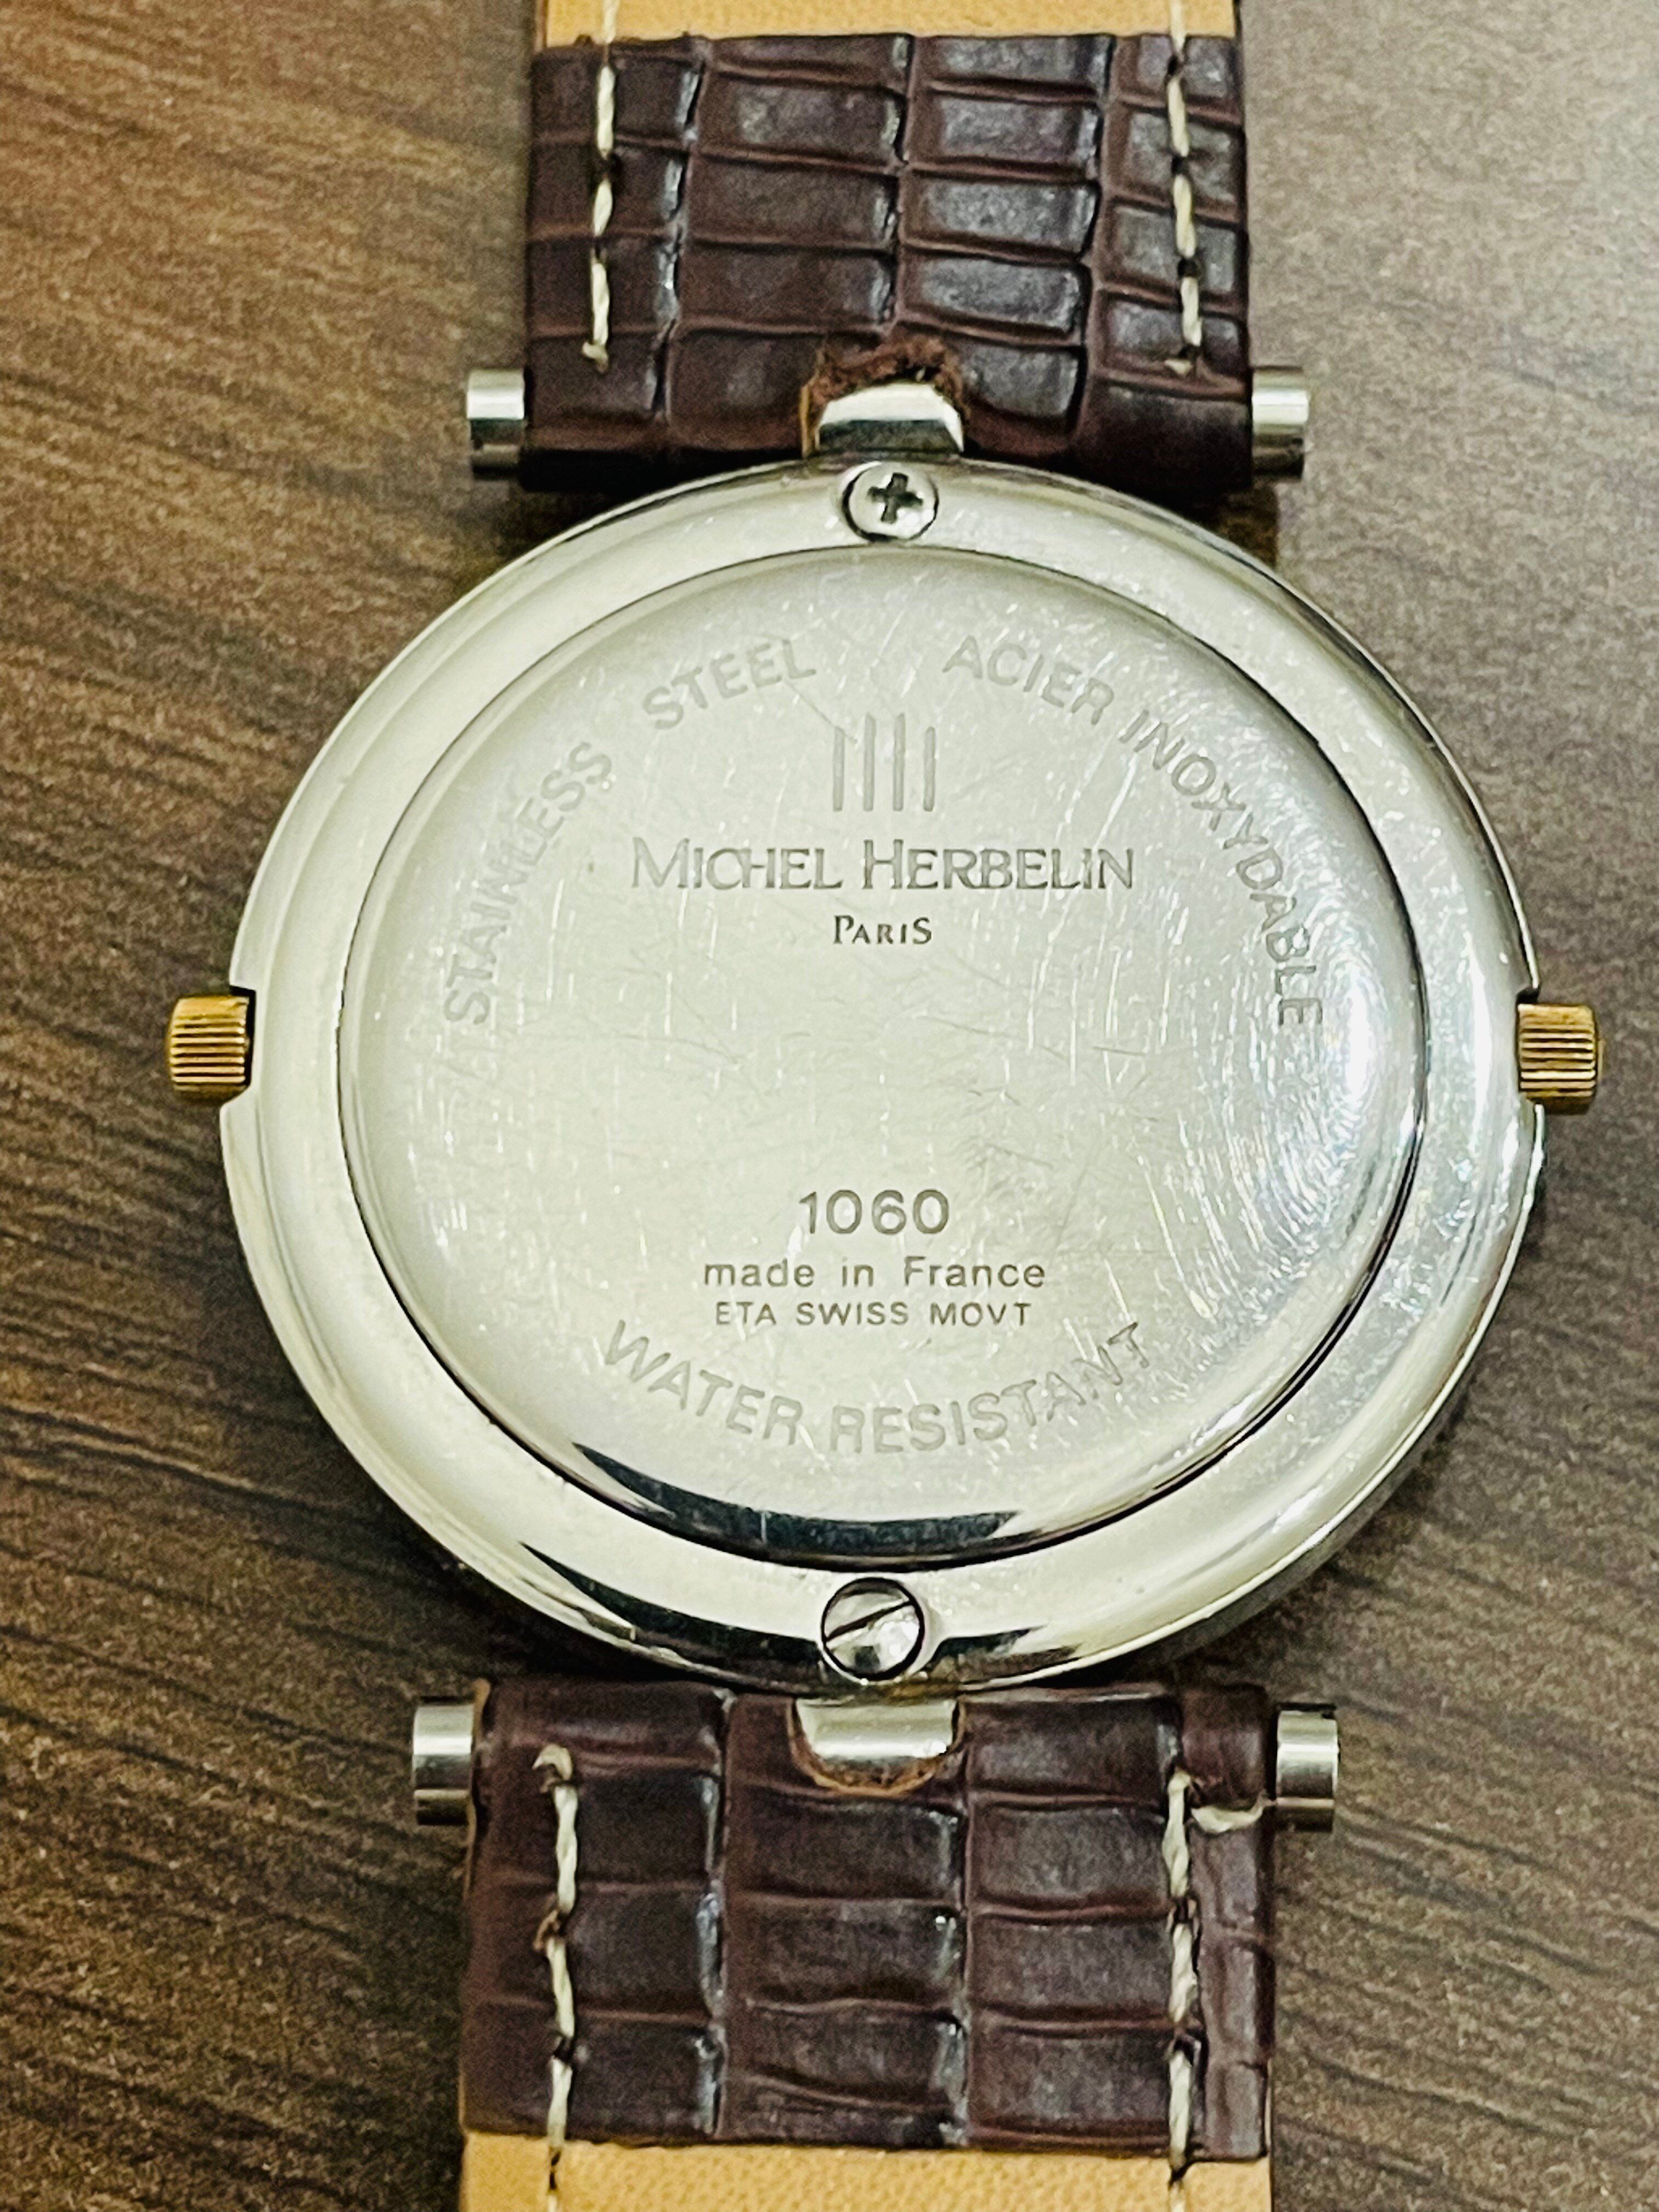 STAINLESS STEEL ACIER INOXYDABLE
MICHEL HERBELIN
PARIS
1060
made in France
ETA SWISS MOVT
WATER RESISTANT